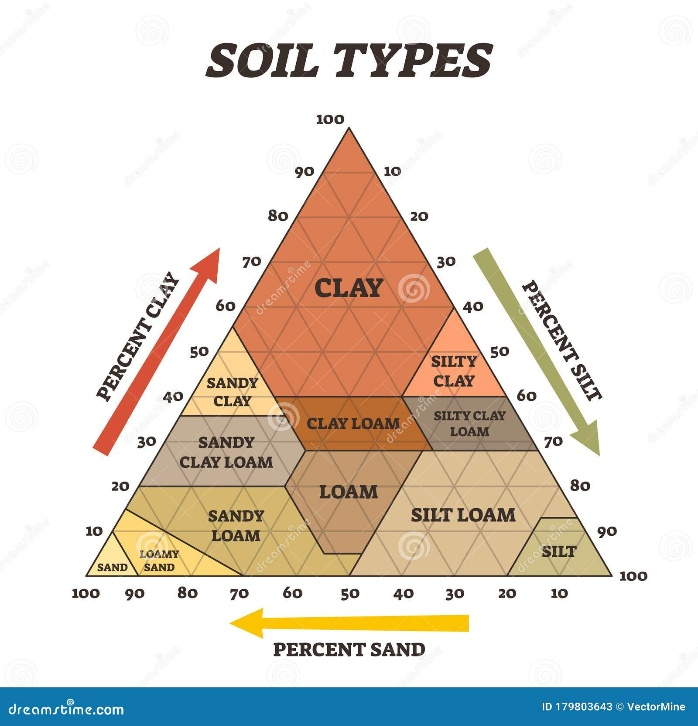 SOIL TYPES
100
90
10
80
20
70
30
CLAY
60
40
PERCENT CLAY
PERCENT SILT
50
50
SILTY
CLAY
SANDY
CLAY
40
60
CLAY LOAM
SILTY CLAY
LOAM
30
70
SANDY
CLAY LOAM
20
80
LOAM
SANDY
LOAM
SILT LOAM
10
90
LOAMY
SAND
SAND
SILT
100
100
90
80
70
60
50
40
30
20
10
PERCENT SAND
dreamstime.com
ID 179803643 © VectorMine